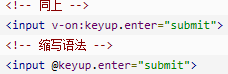 <!-- 同上 -->
<input v-on:keyup.enter="submit">
<!-- 缩写语法 -->
<input @keyup.enter="submit">